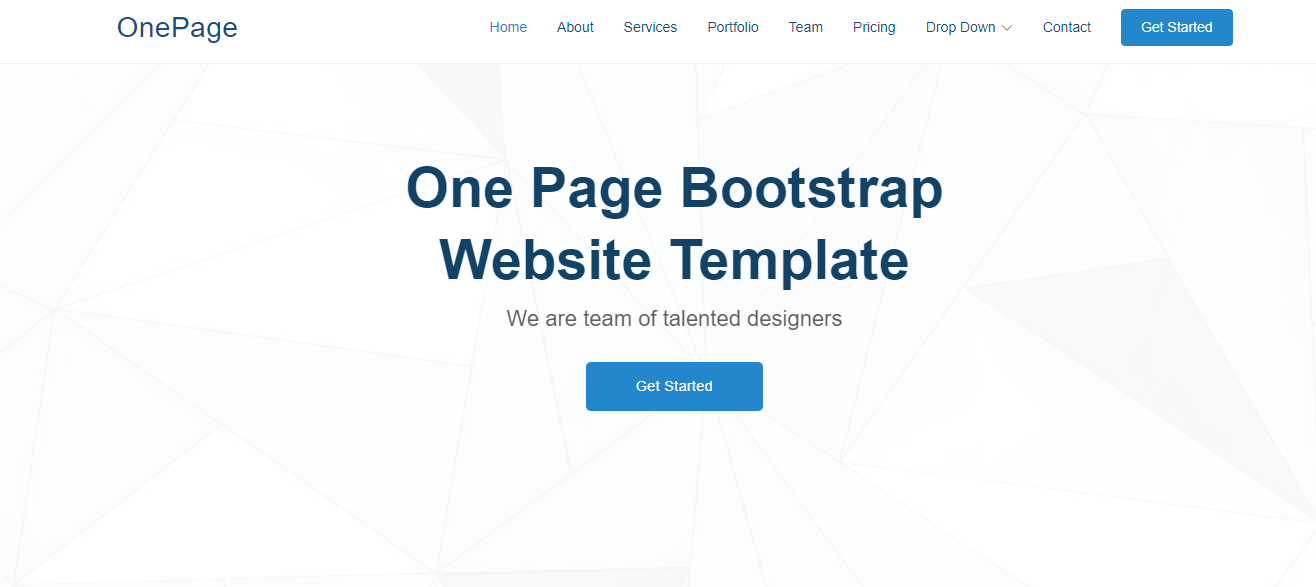 OnePage
Home About Services Portfolio Team Pricing Drop Down Contact Get Started
One Page Bootstrap
Website Template
We are team of talented designers
Get Started